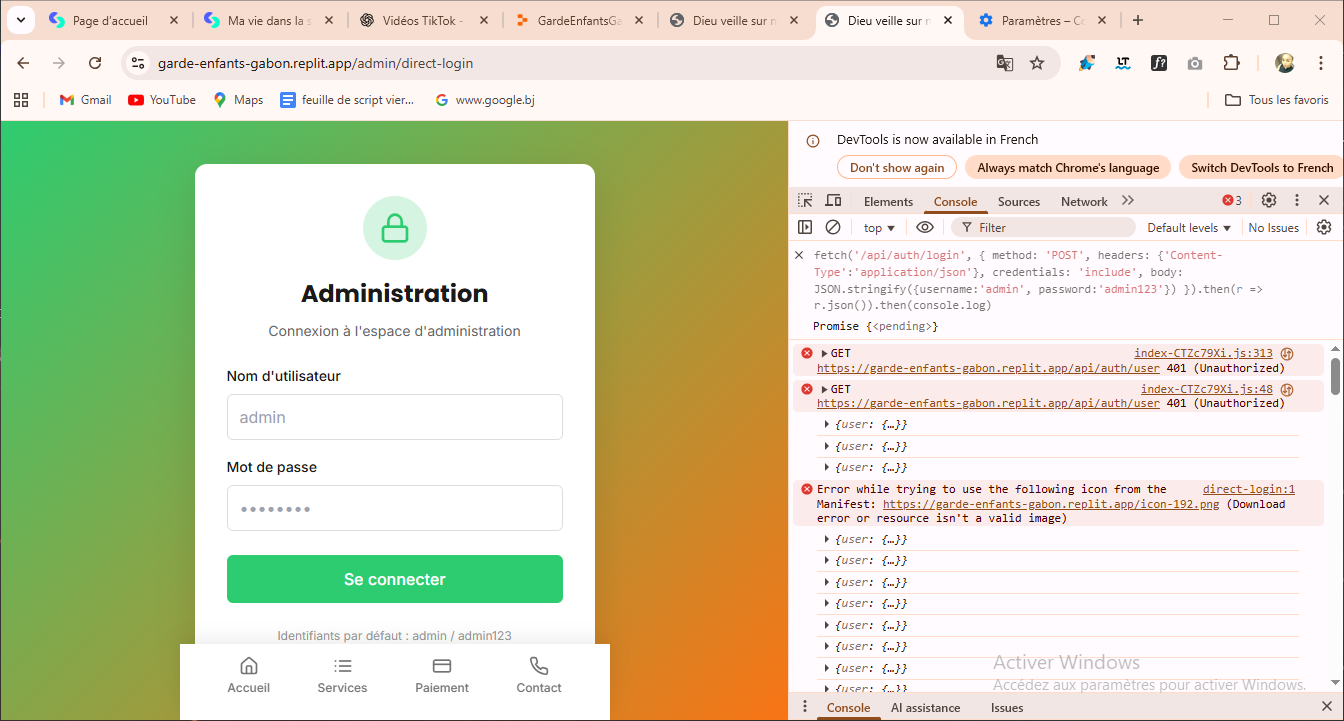 Page d'accueil
Ma vie dans la s
Vidéos TikTok -
GardeEnfantsGa
Dieu veille sur n
Dieu veille sur n
Paramètres – Co
garde-enfants-gabon.replit.app/admin/direct-login
Gmail
YouTube
Maps
feuille de script vier...
www.google.bj
Tous les favoris
Administration
Connexion à l'espace d'administration
Nom d'utilisateur
admin
Mot de passe
••••••••
Se connecter
Identifiants par défaut : admin / admin123
Accueil
Services
Paiement
Contact
DevTools is now available in French
Don't show again
Always match Chrome's language
Switch DevTools to French
Elements
Console
Sources
Network
3
top
Filter
Default levels
No Issues
fetch('/api/auth/login', { method: 'POST', headers: {'Content-
Type':'application/json'}, credentials: 'include', body:
JSON.stringify({username:'admin', password:'admin123'}) }).then(r =>
r.json()).then(console.log)
Promise {<pending>}
GET index-CTZc79Xi.js:313
https://garde-enfants-gabon.replit.app/api/auth/user 401 (Unauthorized)
GET index-CTZc79Xi.js:48
https://garde-enfants-gabon.replit.app/api/auth/user 401 (Unauthorized)
{user: {…}}
{user: {…}}
{user: {…}}
Error while trying to use the following icon from the direct-login:1
Manifest: https://garde-enfants-gabon.replit.app/icon-192.png (Download
error or resource isn't a valid image)
{user: {…}}
{user: {…}}
{user: {…}}
{user: {…}}
{user: {…}}
{user: {…}}
{user: {…}}
{user: {…}}
Activer Windows
Accédez aux paramètres pour activer Windows.
Console
AI assistance
Issues